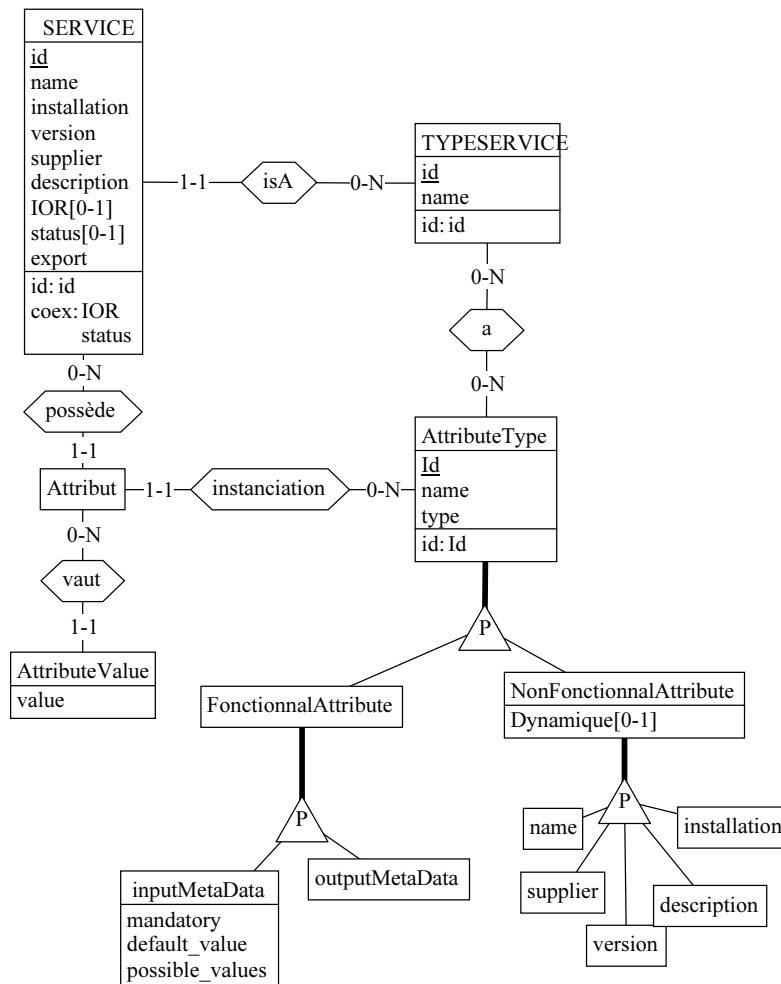 SERVICE
id
name
installation
version
supplier
description
IOR[0-1]
status[0-1]
export
id: id
coex: IOR
status
1-1
isA
0-N
TYPESERVICE
id
name
id: id
0-N
a
0-N
0-N
possède
1-1
Attribut
1-1
instanciation
0-N
AttributeType
Id
name
type
id: Id
0-N
vaut
1-1
AttributeValue
value
P
FonctionnalAttribute
NonFonctionnalAttribute
Dynamique[0-1]
P
P
name
installation
supplier
description
version
inputMetaData
mandatory
default_value
possible_values
outputMetaData